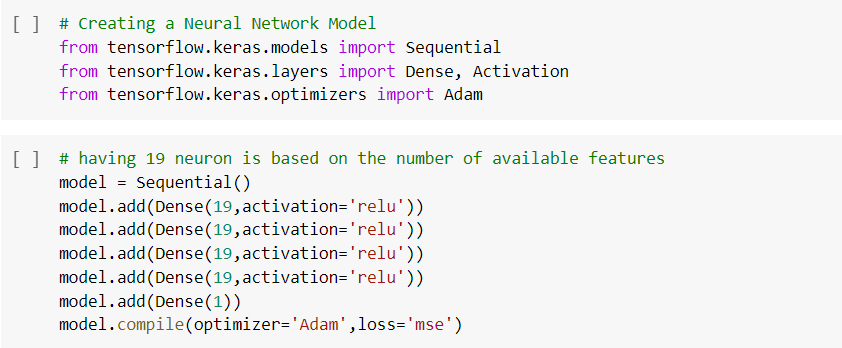 [ ] # Creating a Neural Network Model
from tensorflow.keras.models import Sequential
from tensorflow.keras.layers import Dense, Activation
from tensorflow.keras.optimizers import Adam
[ ] # having 19 neuron is based on the number of available features
model = Sequential()
model.add(Dense(19,activation='relu'))
model.add(Dense(19,activation='relu'))
model.add(Dense(19,activation='relu'))
model.add(Dense(19,activation='relu'))
model.add(Dense(1))
model.compile(optimizer='Adam',loss='mse')